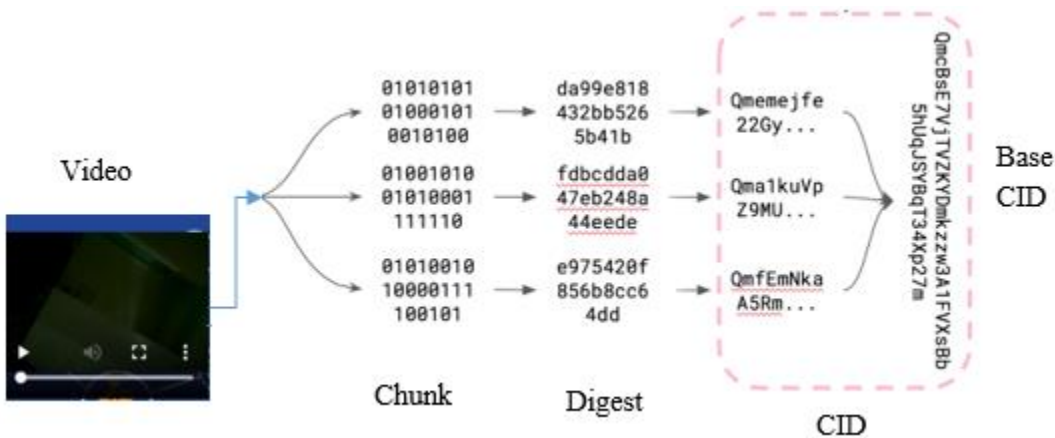 Video
01010101
01000101
0010100
da99e818
432bb526
5b41b
Qmemejfe
22Gy...
01001010
01010001
111110
fdbcdda0
47eb248a
44eede
Qma1kuVp
Z9MU...
01010010
10000111
100101
e975420f
856b8cc6
4dd
QmfEmNka
A5Rm...
QmcBsE7VjTVZKYDmkzzw3A1FVXsBb
5hUqJSYBqT34Xp27m
Base
CID
Chunk
Digest
CID